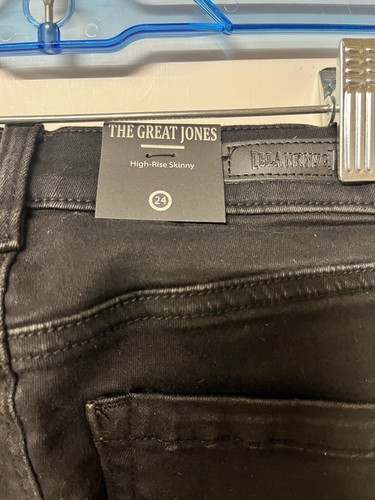 THE GREAT JONES
High-Rise Skinny
24
BLANKNYC